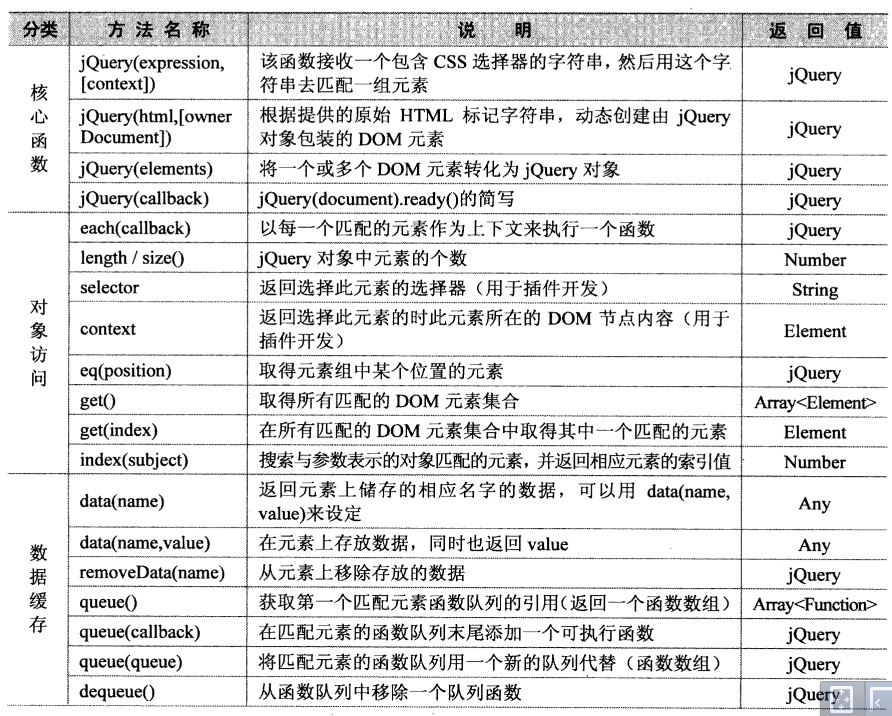 分类 方法名称 说明 返回值
核心函数
jQuery(expression,[context]) 该函数接收一个包含 CSS 选择器的字符串，然后用这个字符串去匹配一组元素 jQuery
jQuery(html,[ownerDocument]) 根据提供的原始 HTML 标记字符串，动态创建由 jQuery 对象包装的 DOM 元素 jQuery
jQuery(elements) 将一个或多个 DOM 元素转化为 jQuery 对象 jQuery
jQuery(callback) jQuery(document).ready()的简写 jQuery
对象访问
each(callback) 以每一个匹配的元素作为上下文来执行一个函数 jQuery
length / size() jQuery 对象中元素的个数 Number
selector 返回选择此元素的选择器（用于插件开发） String
context 返回选择此元素的时此元素所在的 DOM 节点内容（用于插件开发） Element
eq(position) 取得元素组中某个位置的元素 jQuery
get() 取得所有匹配的 DOM 元素集合 Array<Element>
get(index) 在所有匹配的 DOM 元素集合中取得其中一个匹配的元素 Element
index(subject) 搜索与参数表示的对象匹配的元素，并返回相应元素的索引值 Number
数据缓存
data(name) 返回元素上储存的相应名字的数据，可以用 data(name, value)来设定 Any
data(name,value) 在元素上存放数据，同时也返回 value Any
removeData(name) 从元素上移除存放的数据 jQuery
queue() 获取第一个匹配元素函数队列的引用（返回一个函数数组） Array<Function>
queue(callback) 在匹配元素的函数队列末尾添加一个可执行函数 jQuery
queue(queue) 将匹配元素的函数队列用一个新的队列代替（函数数组） jQuery
dequeue() 从函数队列中移除一个队列函数 jQuery